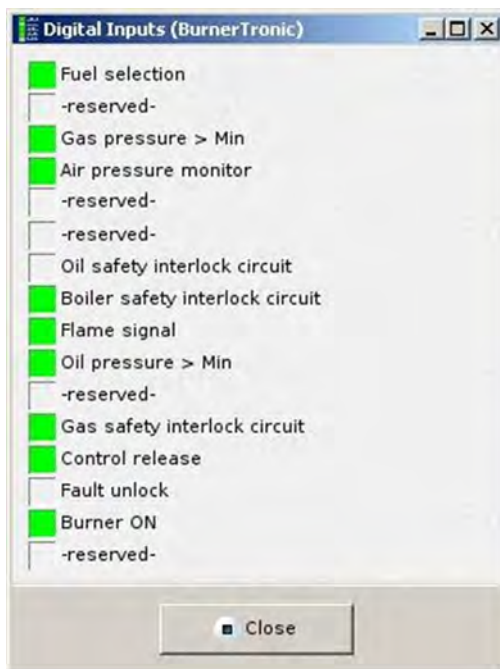 Digital Inputs (BurnerTronic)
Fuel selection
-reserved-
Gas pressure > Min
Air pressure monitor
-reserved-
-reserved-
Oil safety interlock circuit
Boiler safety interlock circuit
Flame signal
Oil pressure > Min
-reserved-
Gas safety interlock circuit
Control release
Fault unlock
Burner ON
-reserved-
Close